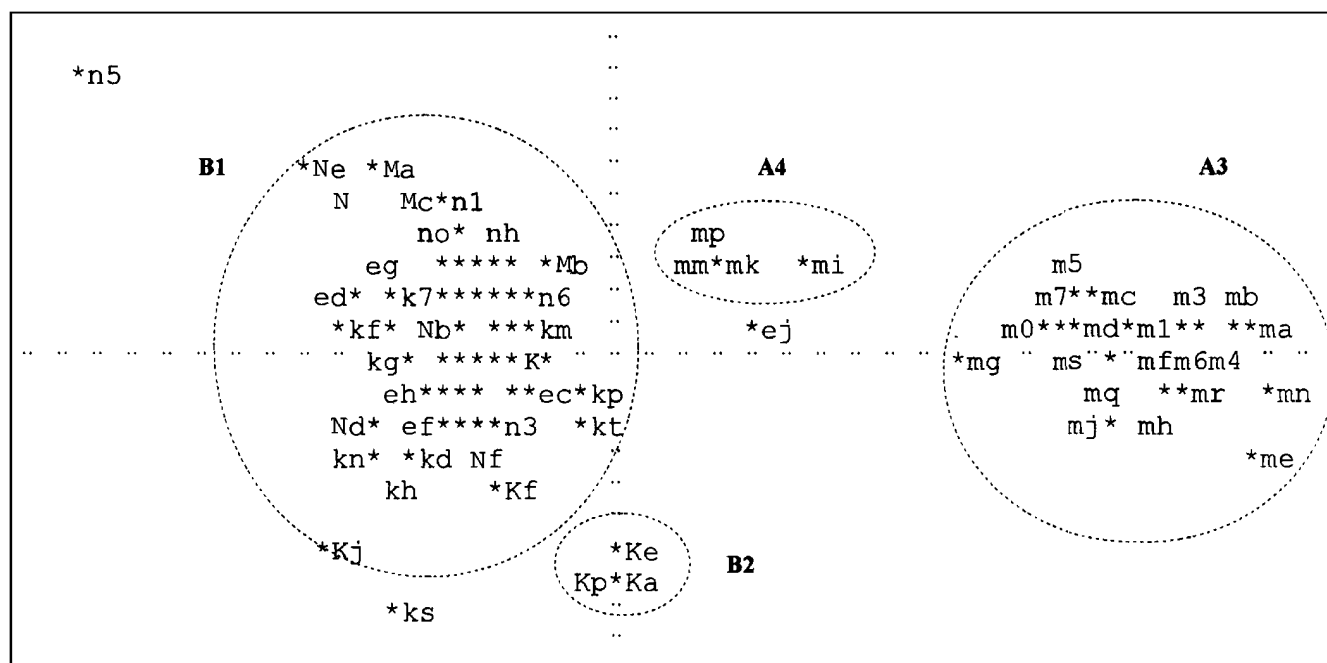 *n5
B1 *Ne *Ma A4 A3
N Mc*n1
no* nh mp
eg ***** *Mb mm*mk *mi m5
ed* *k7******n6 m7**mc m3 mb
*kf* Nb* ***km *ej m0***md*m1** **ma
kg* *****K* *mg ms * mfm6m4
eh**** **ec*kp mq **mr *mn
Nd* ef****n3 *kt mj* mh
kn* *kd Nf *me
kh *Kf
*Kj *Ke
Kp*Ka B2
*ks